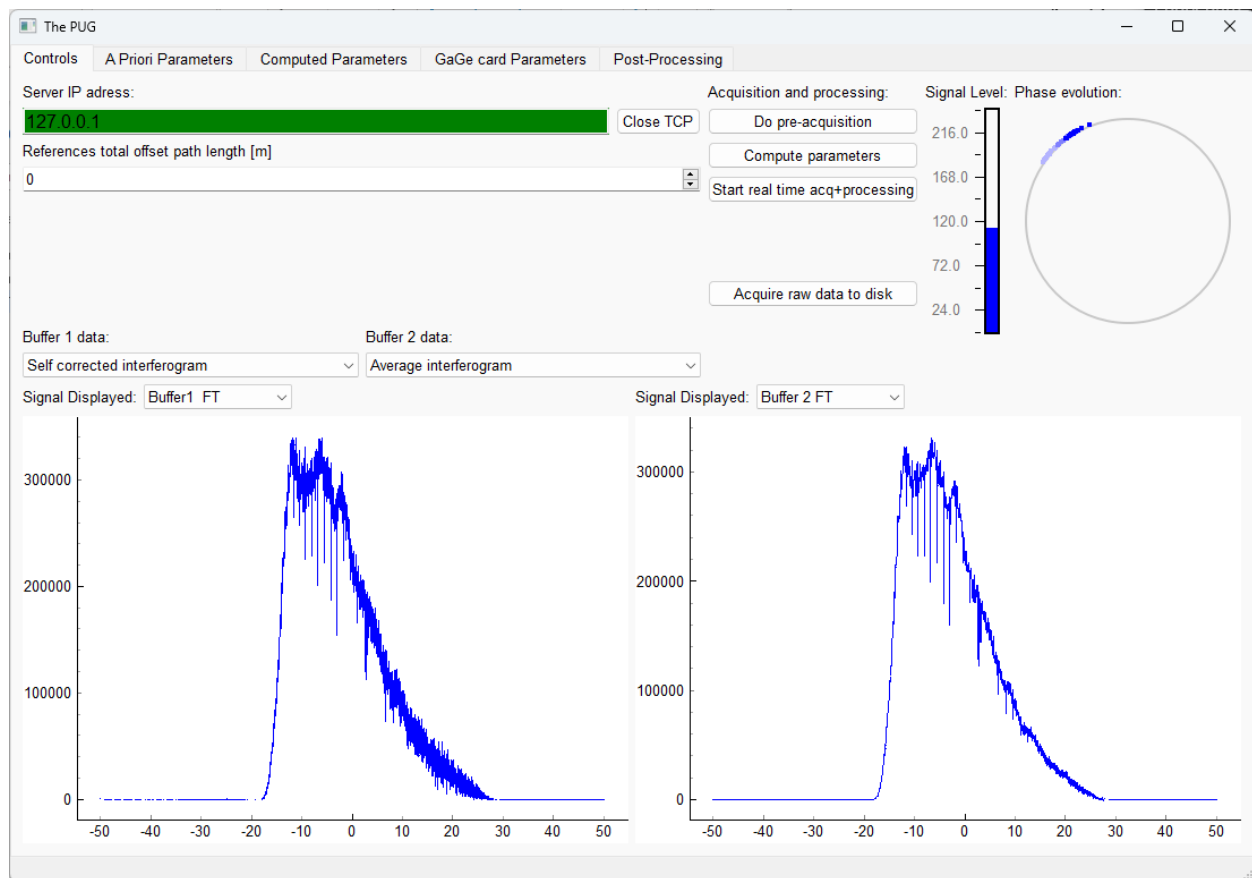 The PUG
Controls A Priori Parameters Computed Parameters GaGe card Parameters Post-Processing
Server IP adress: Acquisition and processing: Signal Level: Phase evolution:
127.0.0.1 Close TCP Do pre-acquisition 216.0
References total offset path length [m] Compute parameters
0 Start real time acq+processing 168.0
120.0
72.0
Acquire raw data to disk
24.0
Buffer 1 data: Buffer 2 data:
Self corrected interferogram Average interferogram
Signal Displayed: Buffer1 FT Signal Displayed: Buffer 2 FT
300000 300000
200000 200000
100000 100000
0 0
-50 -40 -30 -20 -10 0 10 20 30 40 50 -50 -40 -30 -20 -10 0 10 20 30 40 50